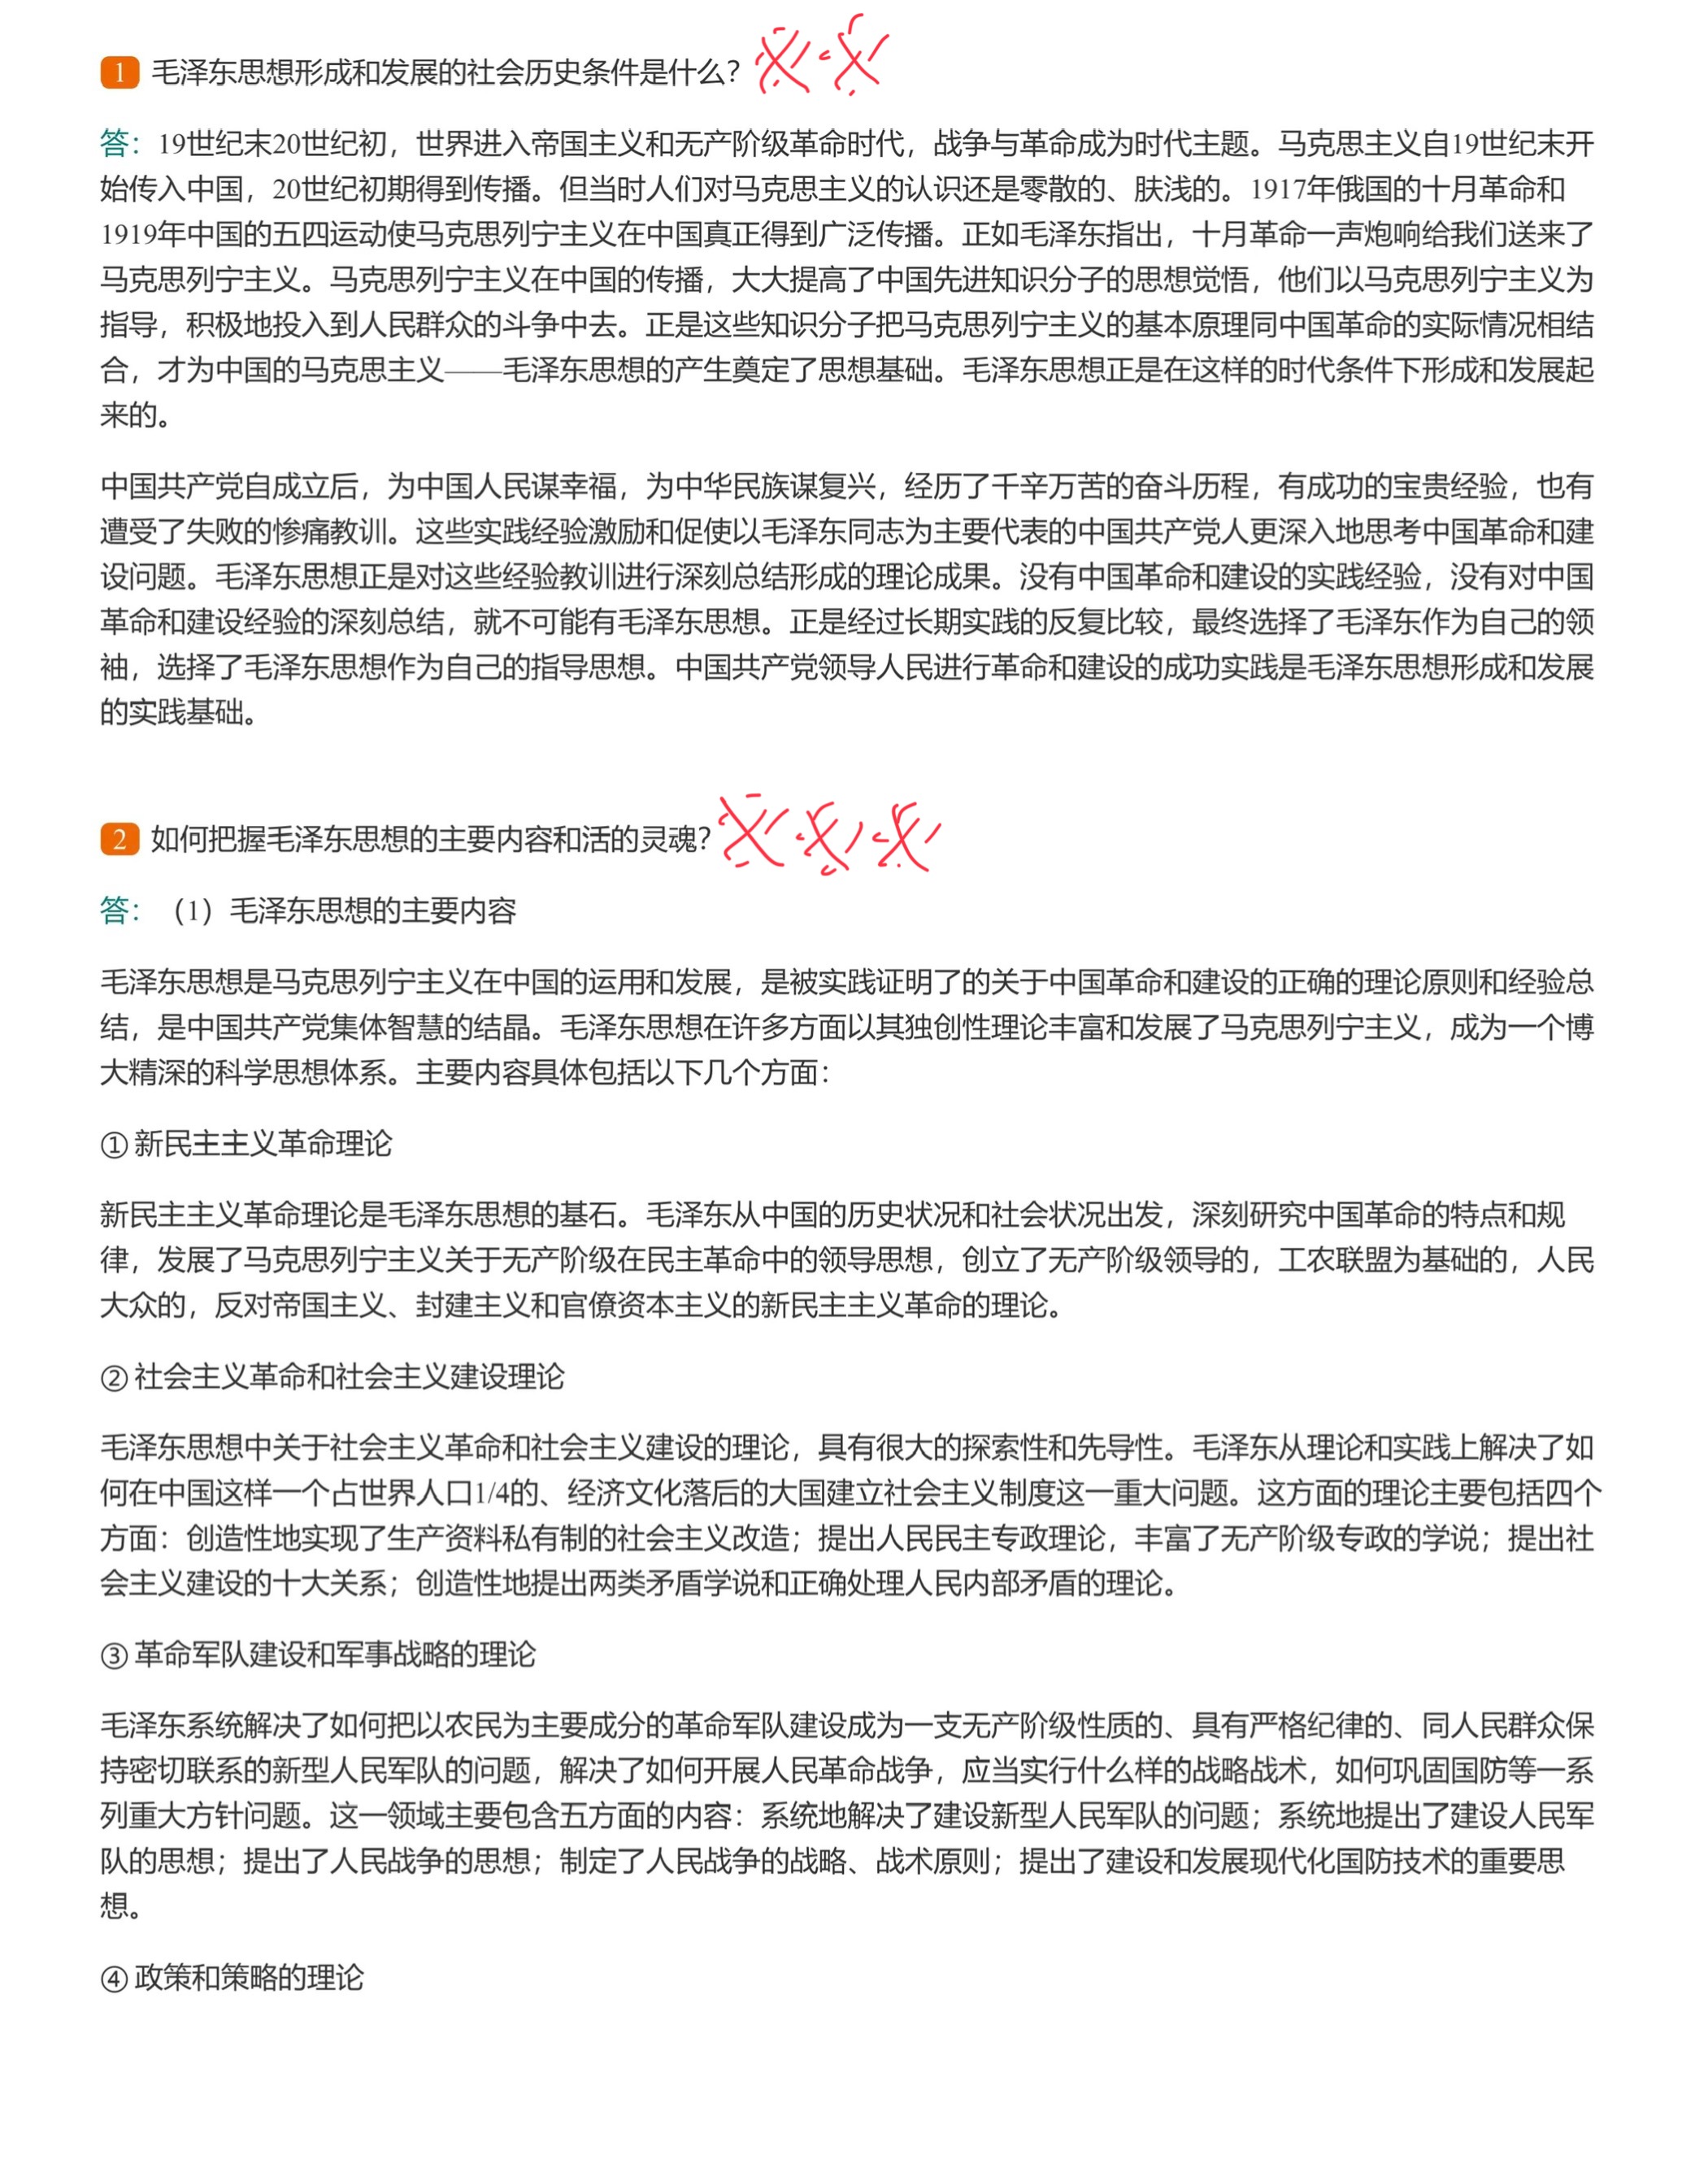 1 毛泽东思想形成和发展的社会历史条件是什么？
答：19世纪末20世纪初，世界进入帝国主义和无产阶级革命时代，战争与革命成为时代主题。马克思主义自19世纪末开
始传入中国，20世纪初期得到传播。但当时人们对马克思主义的认识还是零散的、肤浅的。1917年俄国的十月革命和
1919年中国的五四运动使马克思列宁主义在中国真正得到广泛传播。正如毛泽东指出，十月革命一声炮响给我们送来了
马克思列宁主义。马克思列宁主义在中国的传播，大大提高了中国先进知识分子的思想觉悟，他们以马克思列宁主义为
指导，积极地投入到人民群众的斗争中去。正是这些知识分子把马克思列宁主义的基本原理同中国革命的实际情况相结
合，才为中国的马克思主义——毛泽东思想的产生奠定了思想基础。毛泽东思想正是在这样的时代条件下形成和发展起
来的。
中国共产党自成立后，为中国人民谋幸福，为中华民族谋复兴，经历了千辛万苦的奋斗历程，有成功的宝贵经验，也有
遭受了失败的惨痛教训。这些实践经验激励和促使以毛泽东同志为主要代表的中国共产党人更深入地思考中国革命和建
设问题。毛泽东思想正是对这些经验教训进行深刻总结形成的理论成果。没有中国革命和建设的实践经验，没有对中国
革命和建设经验的深刻总结，就不可能有毛泽东思想。正是经过长期实践的反复比较，最终选择了毛泽东作为自己的领
袖，选择了毛泽东思想作为自己的指导思想。中国共产党领导人民进行革命和建设的成功实践是毛泽东思想形成和发展
的实践基础。
2 如何把握毛泽东思想的主要内容和活的灵魂？
答：（1）毛泽东思想的主要内容
毛泽东思想是马克思列宁主义在中国的运用和发展，是被实践证明了的关于中国革命和建设的正确的理论原则和经验总
结，是中国共产党集体智慧的结晶。毛泽东思想在许多方面以其独创性理论丰富和发展了马克思列宁主义，成为一个博
大精深的科学思想体系。主要内容具体包括以下几个方面：
① 新民主主义革命理论
新民主主义革命理论是毛泽东思想的基石。毛泽东从中国的历史状况和社会状况出发，深刻研究中国革命的特点和规
律，发展了马克思列宁主义关于无产阶级在民主革命中的领导思想，创立了无产阶级领导的，工农联盟为基础的，人民
大众的，反对帝国主义、封建主义和官僚资本主义的新民主主义革命的理论。
② 社会主义革命和社会主义建设理论
毛泽东思想中关于社会主义革命和社会主义建设的理论，具有很大的探索性和先导性。毛泽东从理论和实践上解决了如
何在中国这样一个占世界人口1/4的、经济文化落后的大国建立社会主义制度这一重大问题。这方面的理论主要包括四个
方面：创造性地实现了生产资料私有制的社会主义改造；提出人民民主专政理论，丰富了无产阶级专政的学说；提出社
会主义建设的十大关系；创造性地提出两类矛盾学说和正确处理人民内部矛盾的理论。
③ 革命军队建设和军事战略的理论
毛泽东系统解决了如何把以农民为主要成分的革命军队建设成为一支无产阶级性质的、具有严格纪律的、同人民群众保
持密切联系的新型人民军队的问题，解决了如何开展人民革命战争，应当实行什么样的战略战术，如何巩固国防等一系
列重大方针问题。这一领域主要包含五方面的内容：系统地解决了建设新型人民军队的问题；系统地提出了建设人民军
队的思想；提出了人民战争的思想；制定了人民战争的战略、战术原则；提出了建设和发展现代化国防技术的重要思
想。
④ 政策和策略的理论